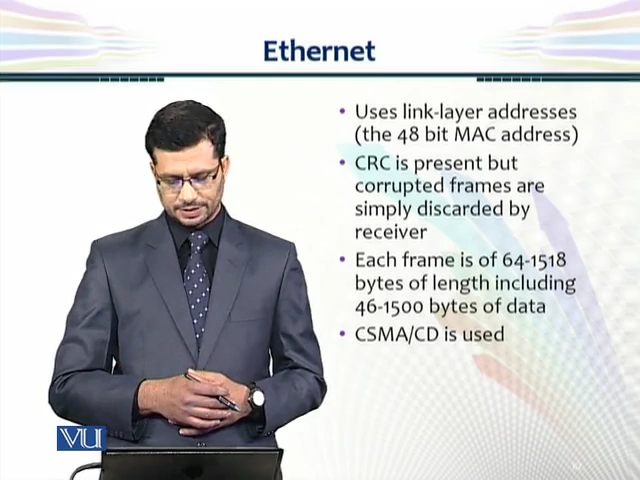 Ethernet
• Uses link-layer addresses
(the 48 bit MAC address)
• CRC is present but
corrupted frames are
simply discarded by
receiver
• Each frame is of 64-1518
bytes of length including
46-1500 bytes of data
• CSMA/CD is used
VU